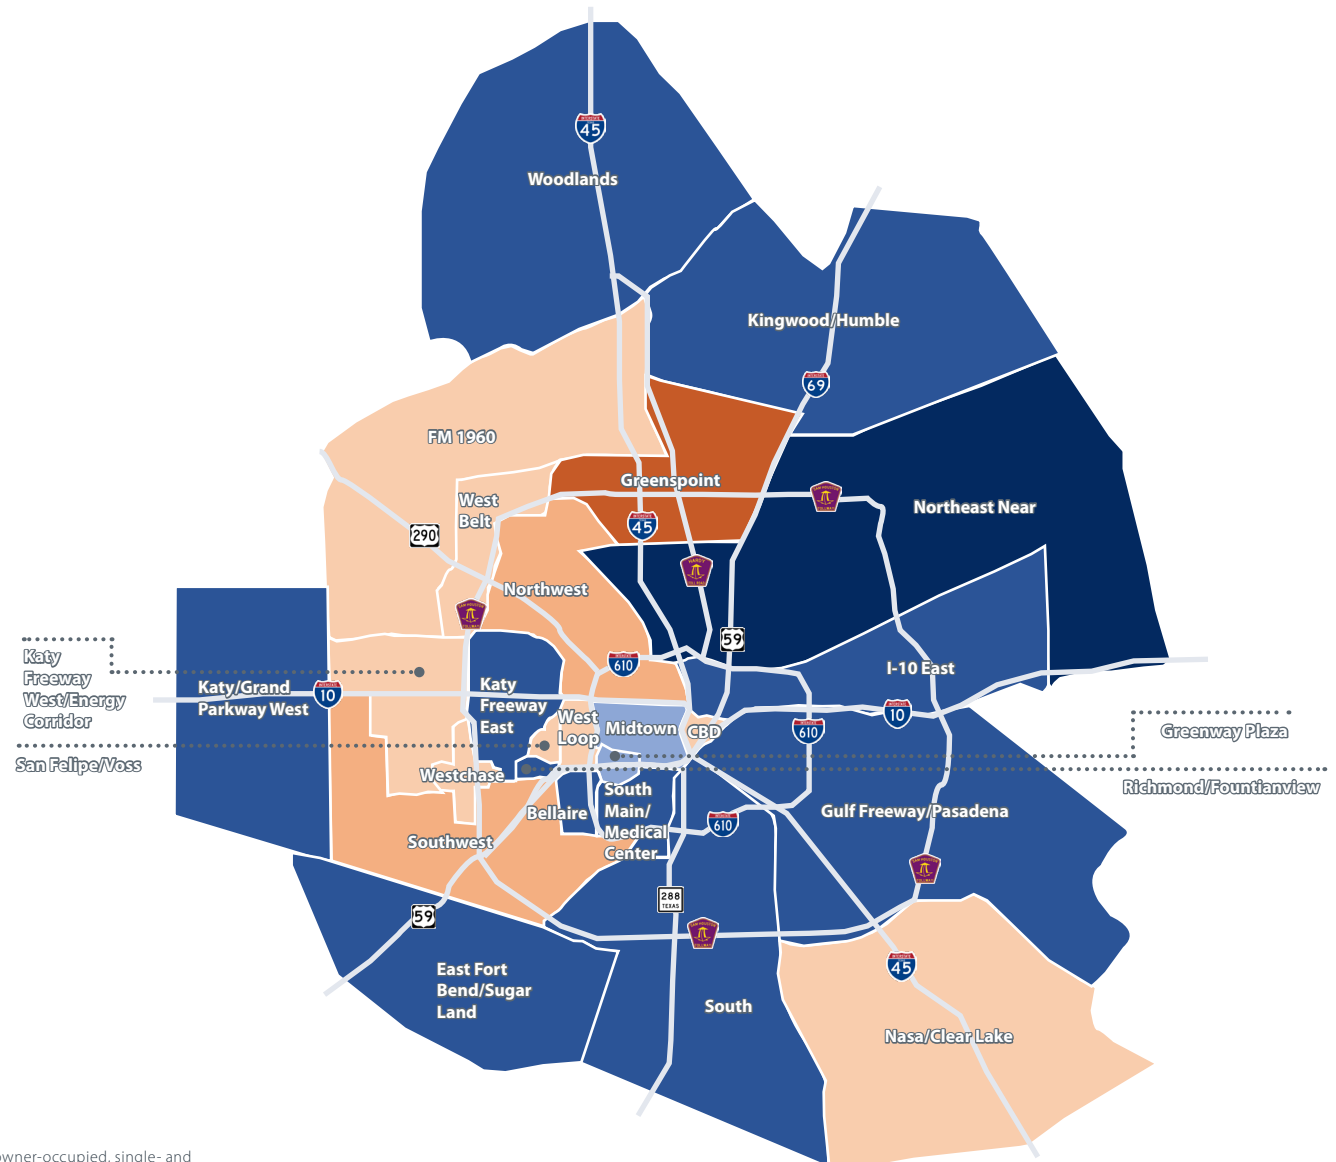 45
Woodlands
Kingwood/Humble
69
FM 1960
Greenspoint
West
Belt
45
290
Northeast Near
Northwest
59
610
I-10 East
Katy
Freeway
West/Energy
Corridor
Katy/Grand
Parkway West
10
Katy
Freeway
East
West
Loop
Midtown
CBD
610
10
Greenway Plaza
San Felipe/Voss
Westchase
Richmond/Fountianview
South
Main/
Medical
Center
Bellaire
610
Gulf Freeway/Pasadena
Southwest
288
TEXAS
59
45
East Fort
Bend/Sugar
Land
South
Nasa/Clear Lake
owner-occupied, single- and